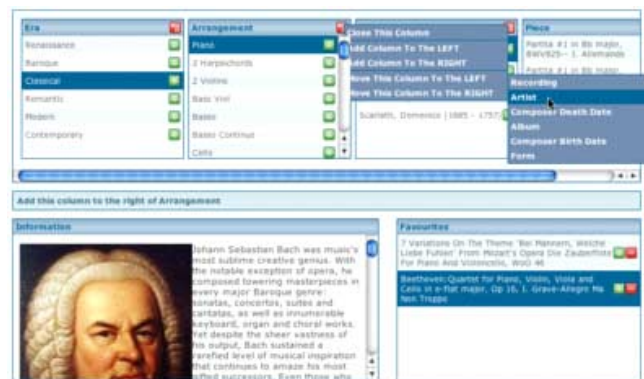 Era
Renaissance
Baroque
Classical
Romantic
Modern
Contemporary
Arrangement
Piano
2 Harpsichords
2 Violins
Bass Viol
Basso
Basso Continuo
Cello
Close This Column
Add Column To The LEFT
Add Column To The RIGHT
Move This Column To The LEFT
Move This Column To The RIGHT
Scarlatti, Domenico (1685 - 1757)
Piece
Partita #1 in Bb major,
BWV825-- 1. Allemande
Partita #1 in Bb major,
Recording
Artist
Composer Death Date
Album
Composer Birth Date
Form
Add this column to the right of Arrangement
Information
Johann Sebastian Bach was music's
most sublime creative genius. With
the notable exception of opera, he
composed towering masterpieces in
every major Baroque genre:
sonatas, concertos, suites and
cantatas, as well as innumerable
keyboard, organ and choral works.
Yet despite the sheer vastness of
his output, Bach sustained a
rarefied level of musical inspiration
that continues to amaze his most
gifted successors. Even those who
Favourites
7 Variations On The Theme 'Bei Mannern, Welche
Liebe Fuhlen' From Mozart's Opera Die Zauberflote
For Piano And Violoncello, WoO 46
Beethoven:Quartet for Piano, Violin, Viola and
Cello in e-flat major, Op 16, I. Grave-Allegro Ma
Non Troppo